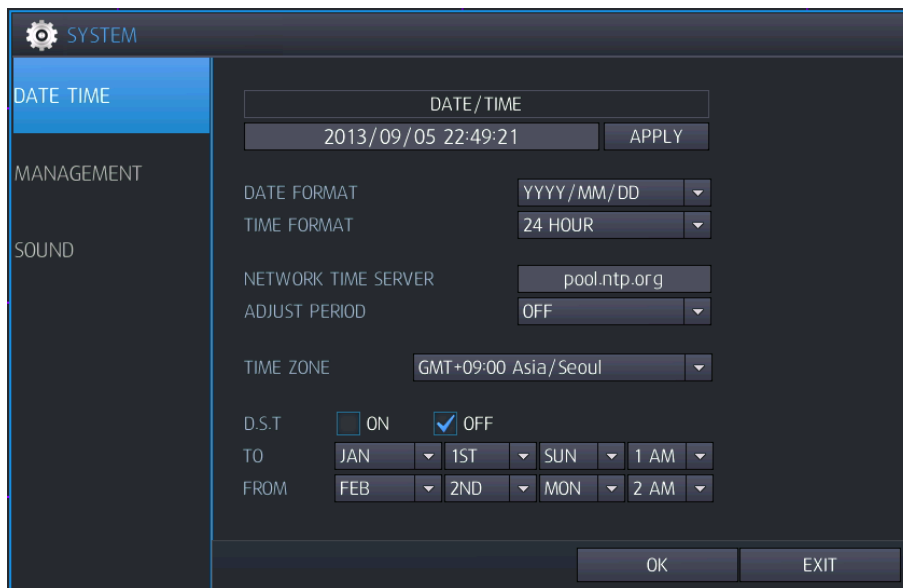 SYSTEM
DATE TIME
MANAGEMENT
SOUND
DATE/TIME
2013/09/05 22:49:21 APPLY
DATE FORMAT YYYY/MM/DD
TIME FORMAT 24 HOUR
NETWORK TIME SERVER pool.ntp.org
ADJUST PERIOD OFF
TIME ZONE GMT+09:00 Asia/Seoul
D.S.T ON OFF
TO JAN 1ST SUN 1 AM
FROM FEB 2ND MON 2 AM
OK EXIT